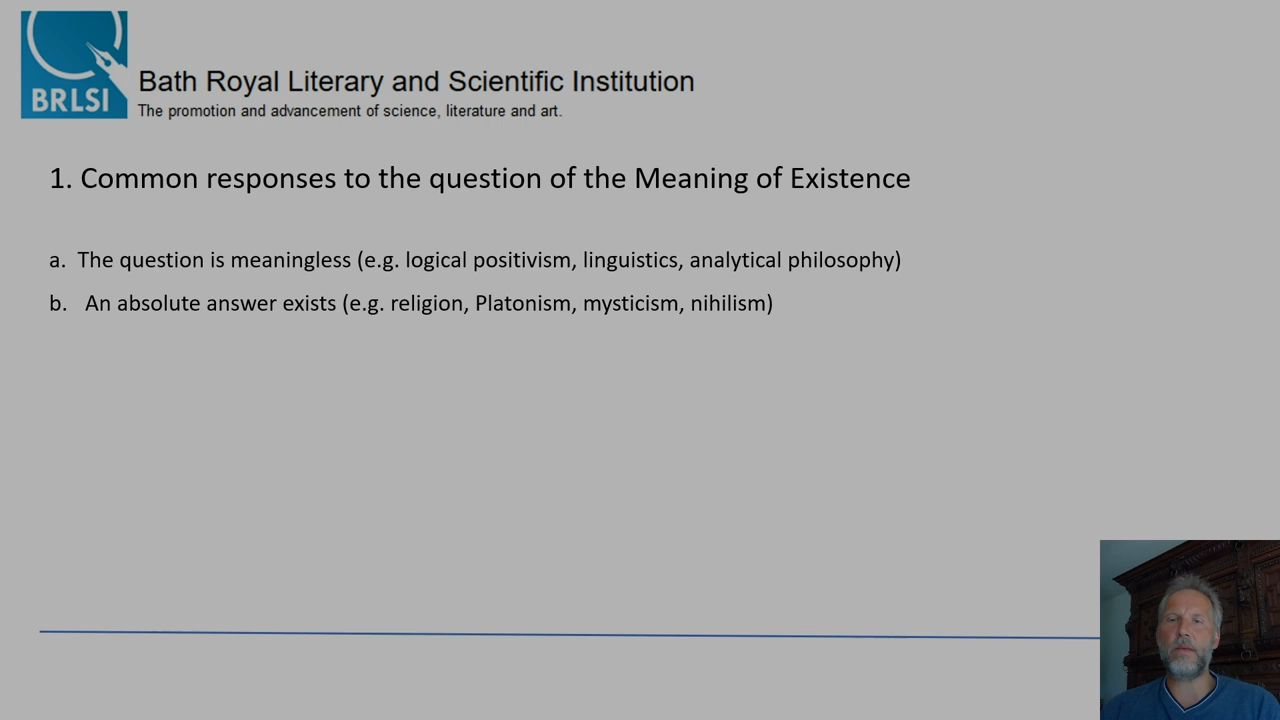 BRLSI
Bath Royal Literary and Scientific Institution
The promotion and advancement of science, literature and art.
1. Common responses to the question of the Meaning of Existence
a. The question is meaningless (e.g. logical positivism, linguistics, analytical philosophy)
b. An absolute answer exists (e.g. religion, Platonism, mysticism, nihilism)